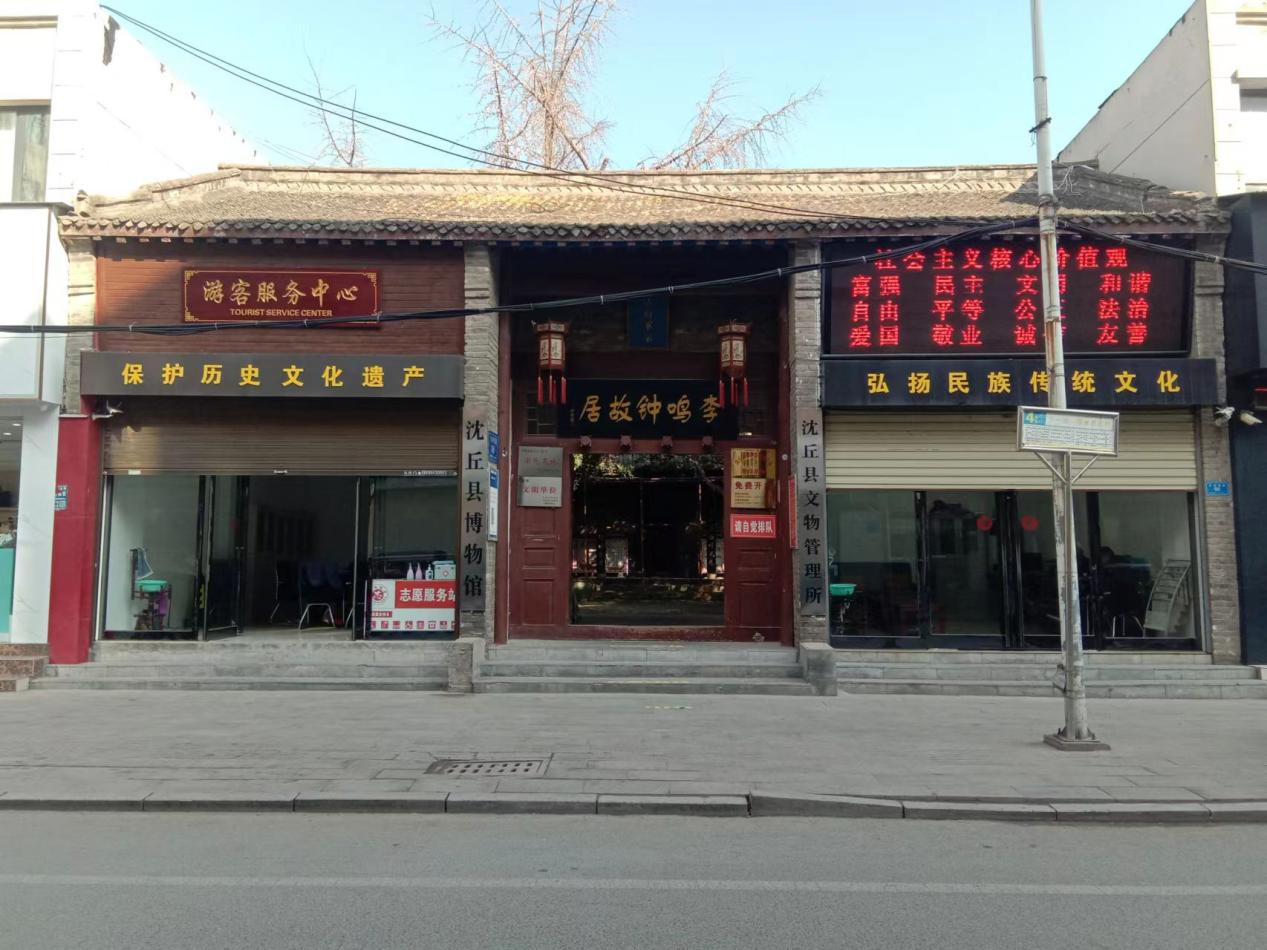 游客服务中心
TOURIST SERVICE CENTER
保护历史文化遗产
居故钟鸣李
沈丘县博物馆
沈丘县文物管理所
文明单位
免费开
请自觉排队
志愿服务站
社会主义核心价值观
富强 民主 文明 和谐
自由 平等 公正 法治
爱国 敬业 诚信 友善
弘扬民族传统文化